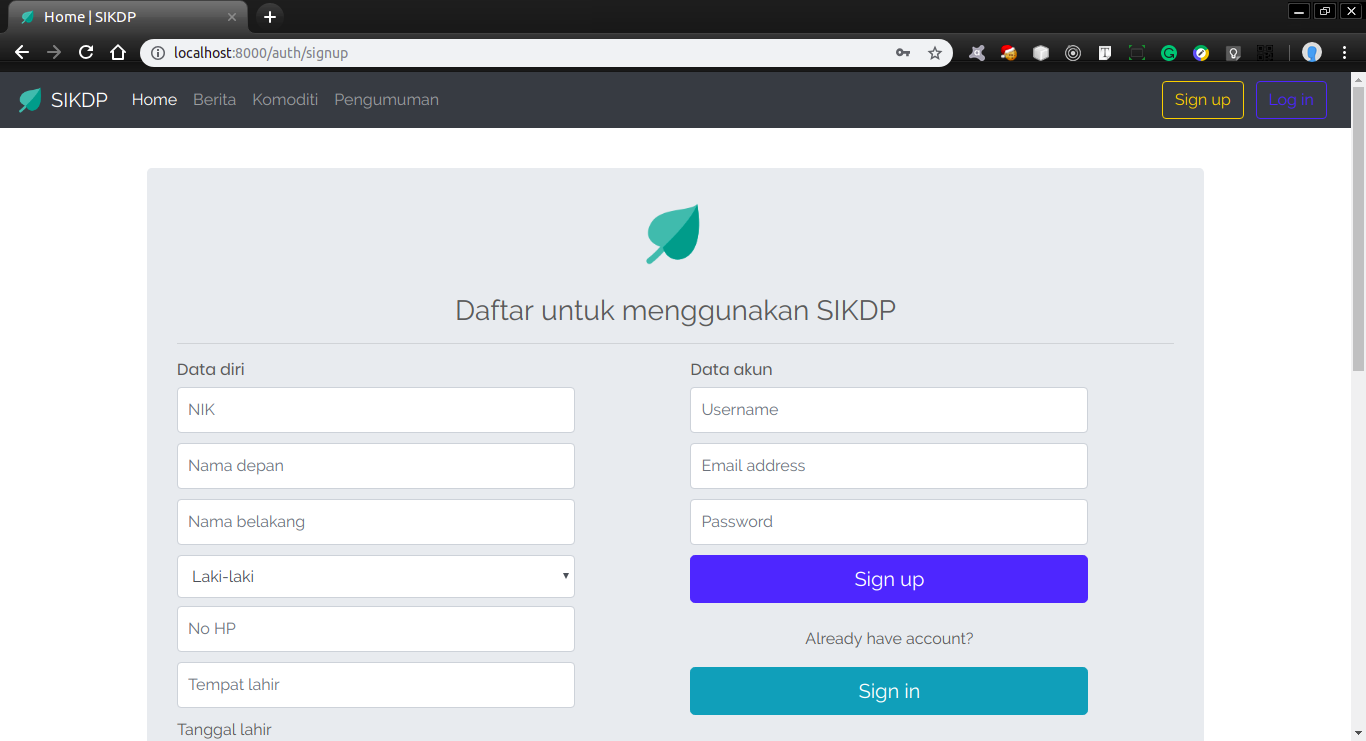 Home | SIKDP
localhost:8000/auth/signup
SIKDP Home Berita Komoditi Pengumuman Sign up Log in
Daftar untuk menggunakan SIKDP
Data diri
NIK
Nama depan
Nama belakang
Laki-laki
No HP
Tempat lahir
Tanggal lahir
Data akun
Username
Email address
Password
Sign up
Already have account?
Sign in